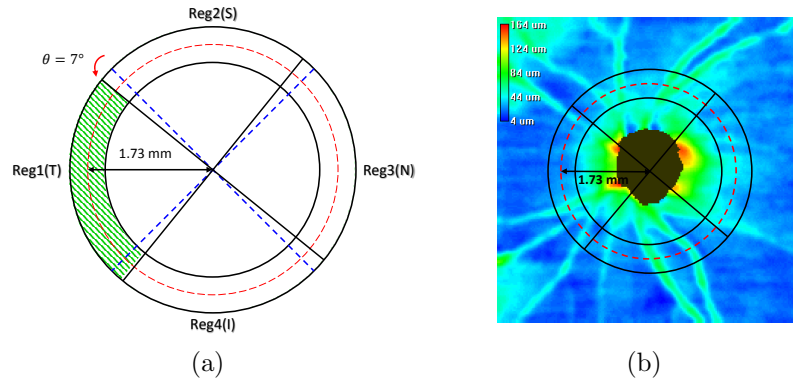 Reg2(S)
θ = 7°
1.73 mm
Reg1(T)
Reg3(N)
Reg4(I)
(a)
164 um
124 um
84 um
44 um
4 um
1.73 mm
(b)